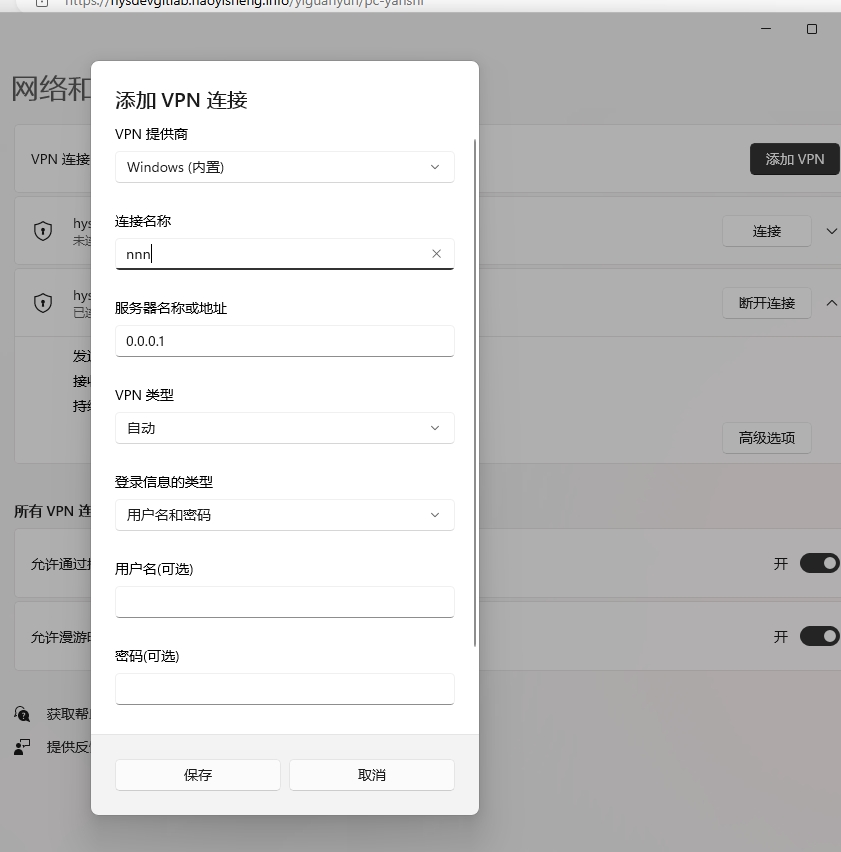 https://hysdevgitlab.haoyisheng.info/yiguanyun/pc-yanshi
网络和
添加 VPN 连接
VPN 提供商
VPN 连接
Windows (内置)
添加 VPN
连接名称
hys
未连
nnn
连接
服务器名称或地址
hys
已连
断开连接
0.0.0.1
发送
接收
持续
VPN 类型
自动
高级选项
登录信息的类型
所有 VPN 连
用户名和密码
允许通过
开
用户名(可选)
允许漫游
开
密码(可选)
获取帮
提供反
保存
取消